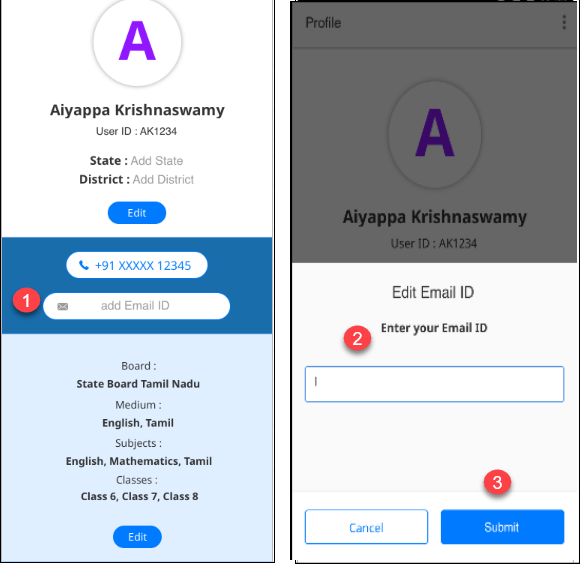 A
Aiyappa Krishnaswamy
User ID : AK1234
State : Add State
District : Add District
Edit
+91 XXXXX 12345
1
add Email ID
Board :
State Board Tamil Nadu
Medium :
English, Tamil
Subjects :
English, Mathematics, Tamil
Classes :
Class 6, Class 7, Class 8
Edit
Profile
A
Aiyappa Krishnaswamy
User ID : AK1234
Edit Email ID
2
Enter your Email ID
3
Cancel
Submit